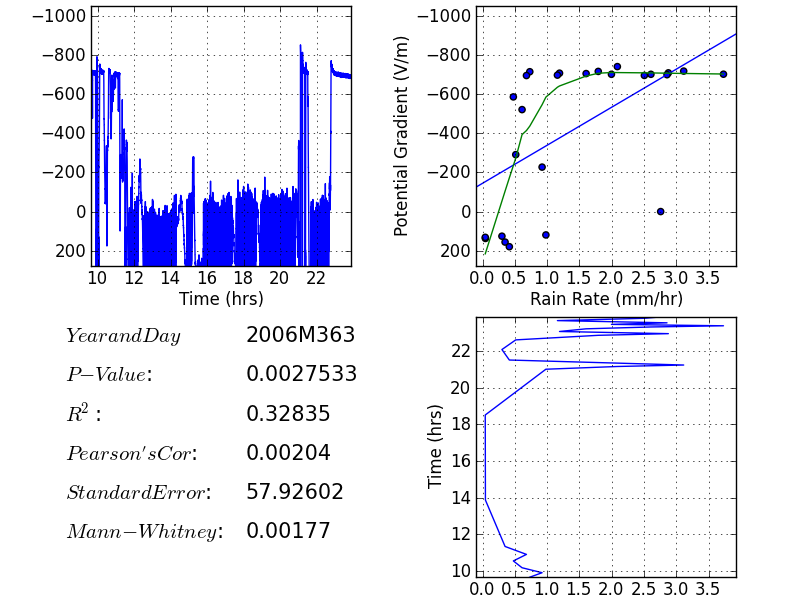 −1000
−800
−600
−400
−200
0
200
10 12 14 16 18 20 22
Time (hrs)
Potential Gradient (V/m)
−1000
−800
−600
−400
−200
0
200
0.0 0.5 1.0 1.5 2.0 2.5 3.0 3.5
Rain Rate (mm/hr)
YearandDay 2006M363
P−Value: 0.0027533
R² : 0.32835
Pearson'sCor: 0.00204
StandardError: 57.92602
Mann−Whitney: 0.00177
Time (hrs)
22
20
18
16
14
12
10
0.0 0.5 1.0 1.5 2.0 2.5 3.0 3.5